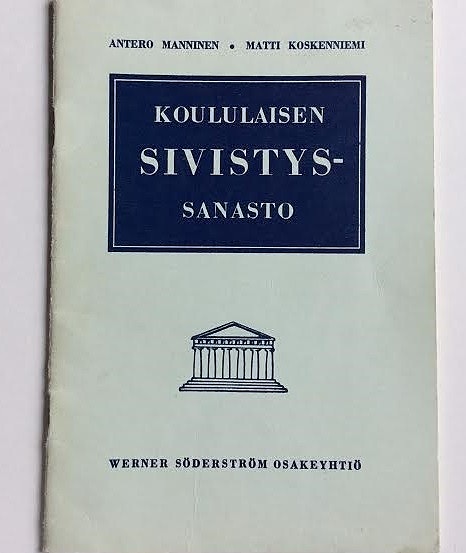 ANTERO MANNINEN • MATTI KOSKENNIEMI
KOULULAISEN
SIVISTYS-
SANASTO
WERNER SÖDERSTRÖM OSAKEYHTIÖ